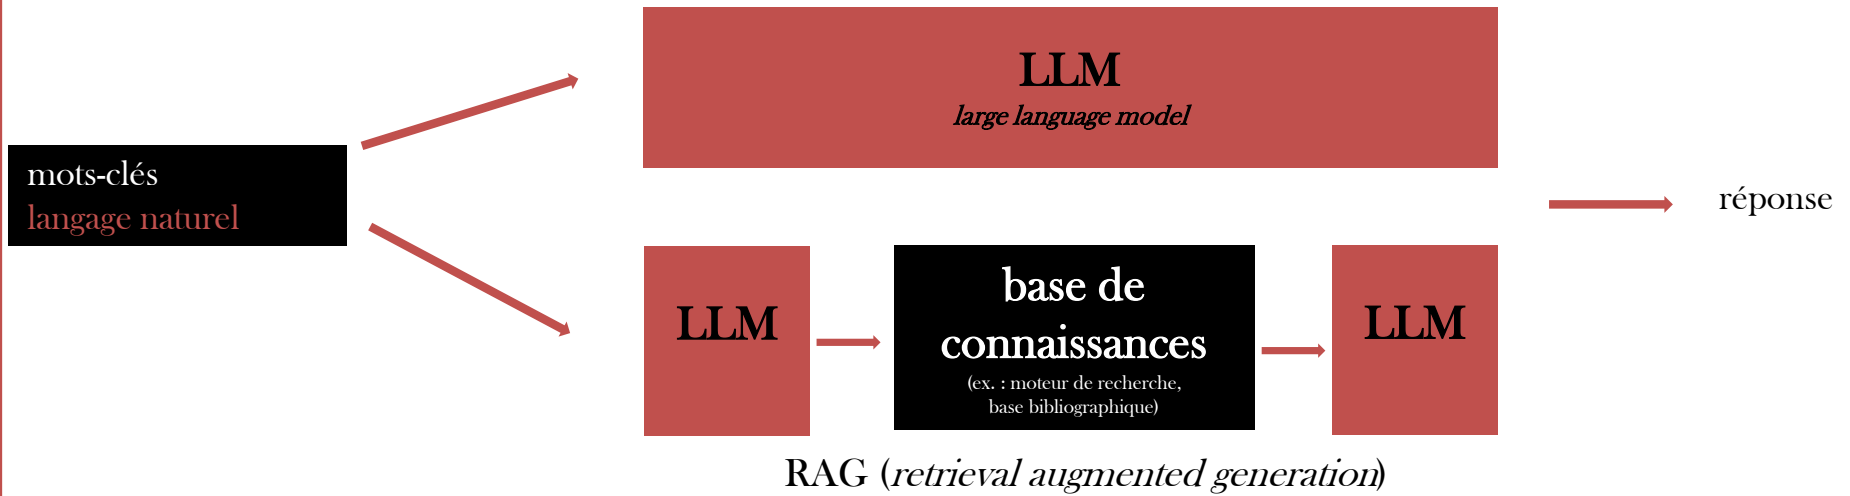 LLM
large language model
mots-clés
langage naturel
réponse
LLM
base de
connaissances
(ex. : moteur de recherche,
base bibliographique)
LLM
RAG (retrieval augmented generation)